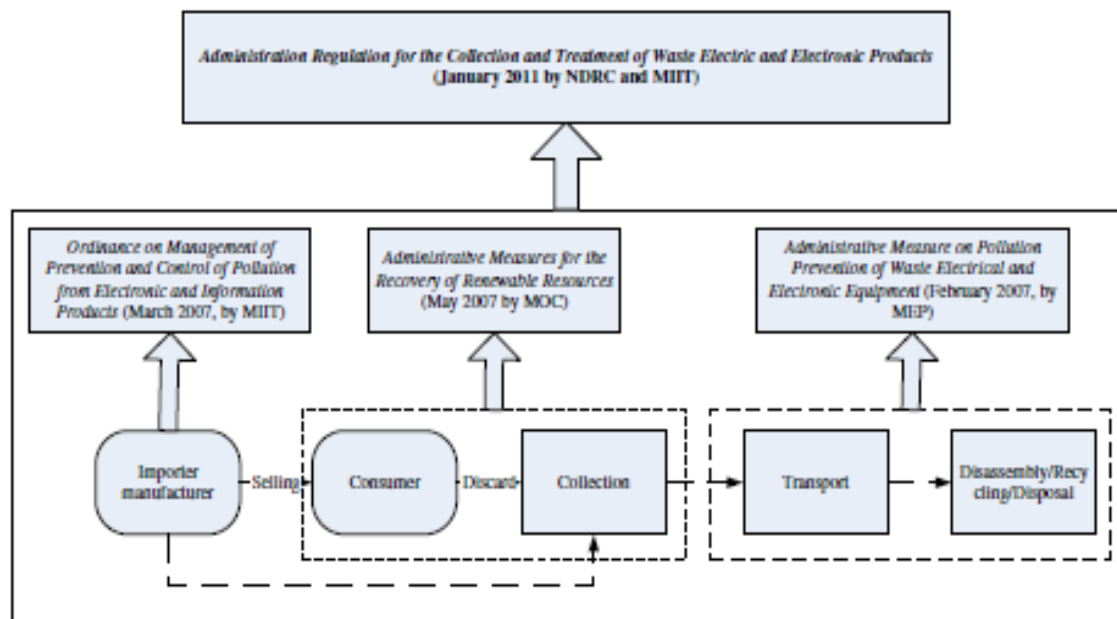 Administration Regulation for the Collection and Treatment of Waste Electric and Electronic Products
(January 2011 by NDRC and MIIT)
Ordinance on Management of
Prevention and Control of Pollution
from Electronic and Information
Products (March 2007, by MIIT)
Administrative Measures for the
Recovery of Renewable Resources
(May 2007 by MOC)
Administrative Measure on Pollution
Prevention of Waste Electrical and
Electronic Equipment (February 2007, by
MEP)
Importer
manufacturer
Selling
Consumer
Discard
Collection
Transport
Disassembly/Recy
cling/Disposal